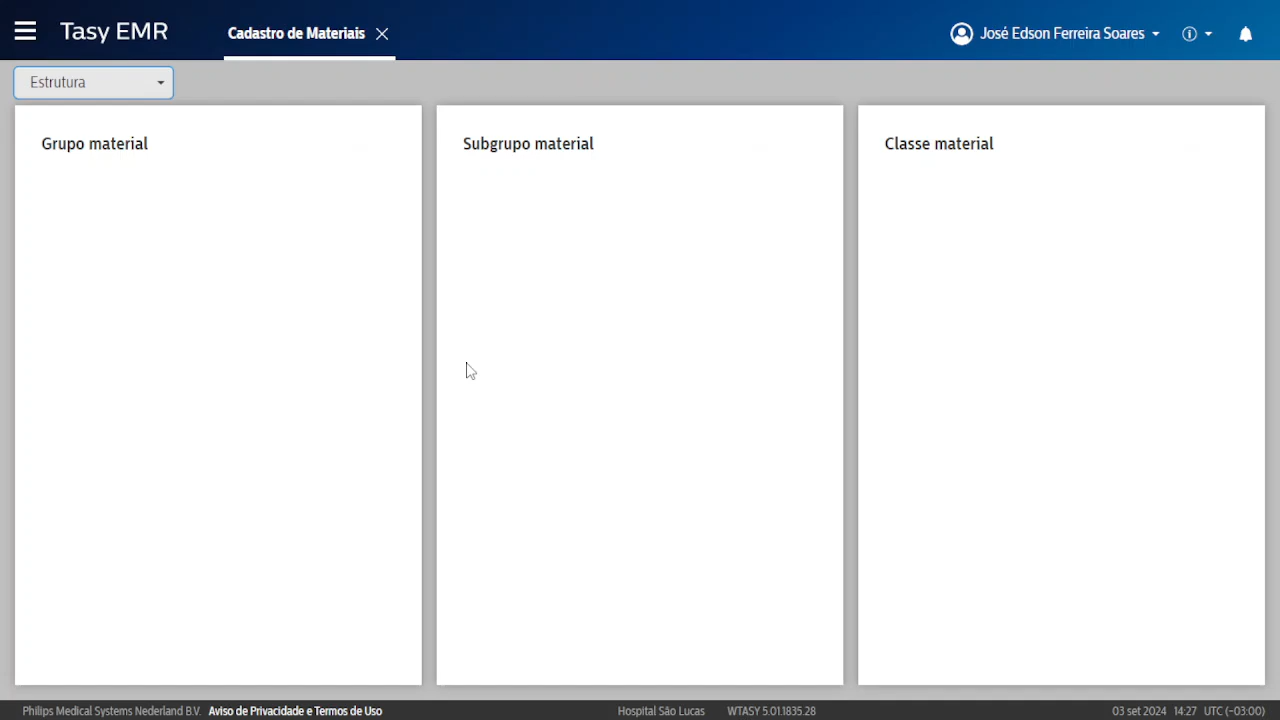 Tasy EMR
Cadastro de Materiais
José Edson Ferreira Soares
Estrutura
Grupo material
Subgrupo material
Classe material
Philips Medical Systems Nederland B.V. Aviso de Privacidade e Termos de Uso
Hospital São Lucas
WTASY 5.01.1835.28
03 set 2024 14:27 UTC (-03:00)